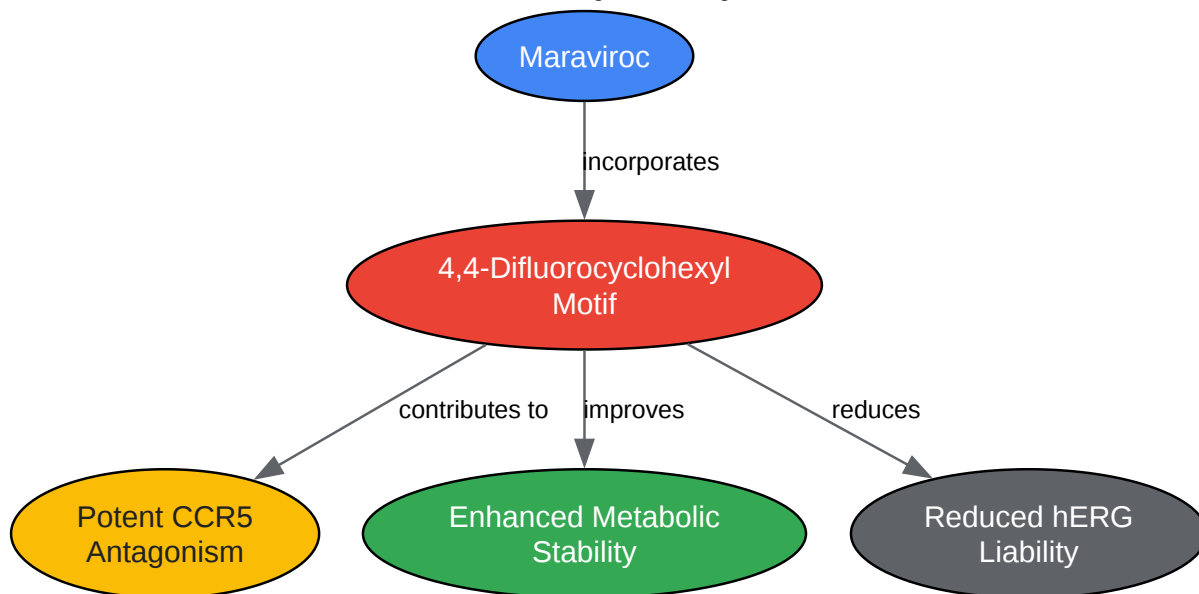 Maraviroc
incorporates
4,4-Difluorocyclohexyl
Motif
contributes to
improves
reduces
Potent CCR5
Antagonism
Enhanced Metabolic
Stability
Reduced hERG
Liability